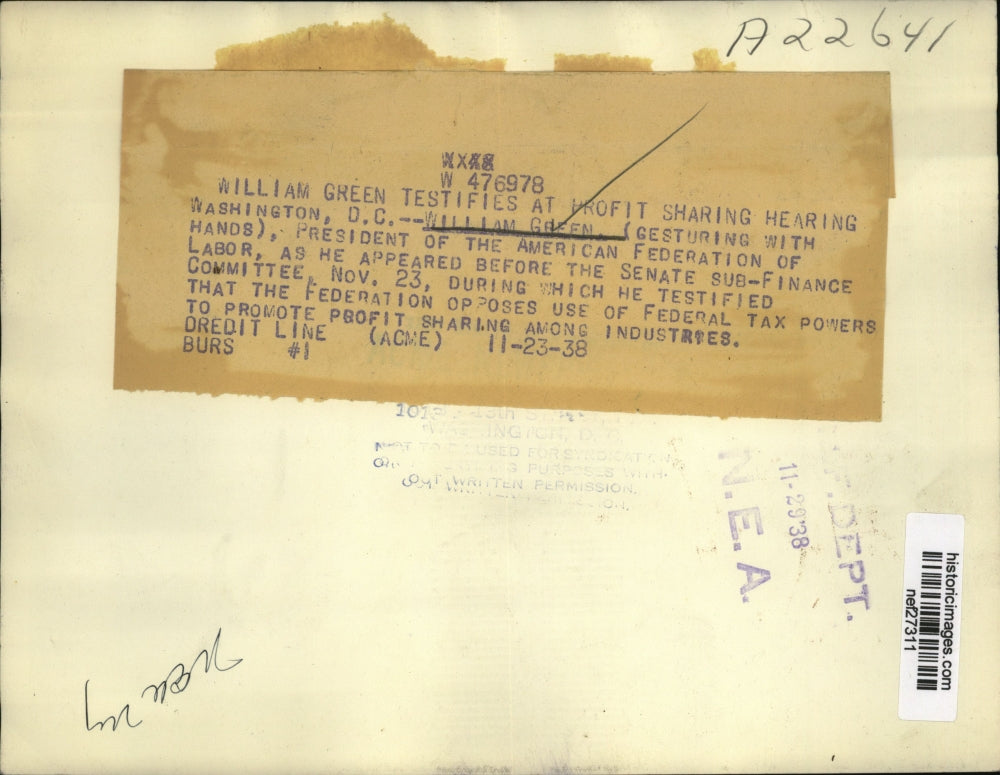 A22641
W 476978
WILLIAM GREEN TESTIFIES AT PROFIT SHARING HEARING
WASHINGTON, D.C.--WILLIAM GREEN, (GESTURING WITH
HANDS), PRESIDENT OF THE AMERICAN FEDERATION OF
LABOR, AS HE APPEARED BEFORE THE SENATE SUB-FINANCE
COMMITTEE, NOV. 23, DURING WHICH HE TESTIFIED
THAT THE FEDERATION OPPOSES USE OF FEDERAL TAX POWERS
TO PROMOTE PROFIT SHARING AMONG INDUSTRIES.
CREDIT LINE (ACME) 11-23-38
BURS #1
13th
WASHINGTON, D. C.
NOT TO USED FOR SYNDICATION
PURPOSES WITH-
OUT WRITTEN PERMISSION.
DEPT.
11-29'38
N.E.A.
historicimages.com
nef27311